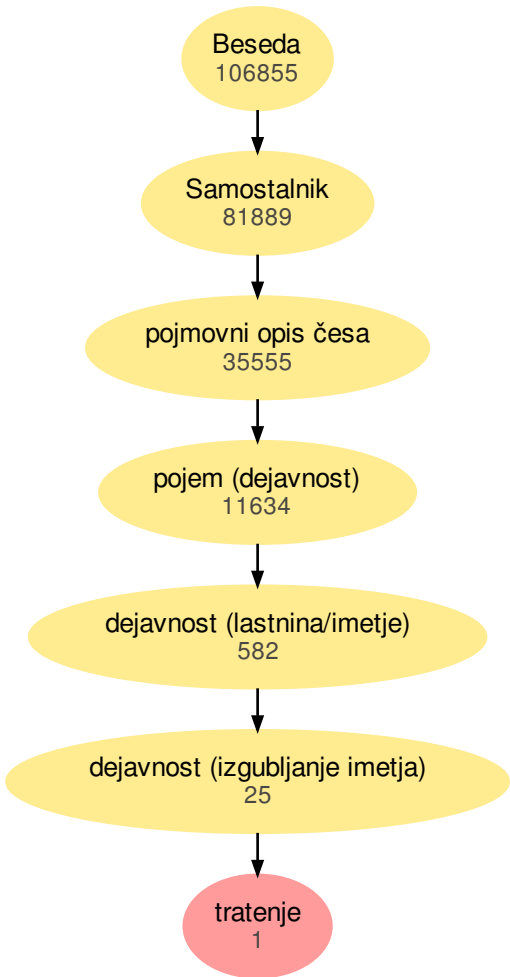 Beseda
106855
Samostalnik
81889
pojmovni opis česa
35555
pojem (dejavnost)
11634
dejavnost (lastnina/imetje)
582
dejavnost (izgubljanje imetja)
25
tratenje
1